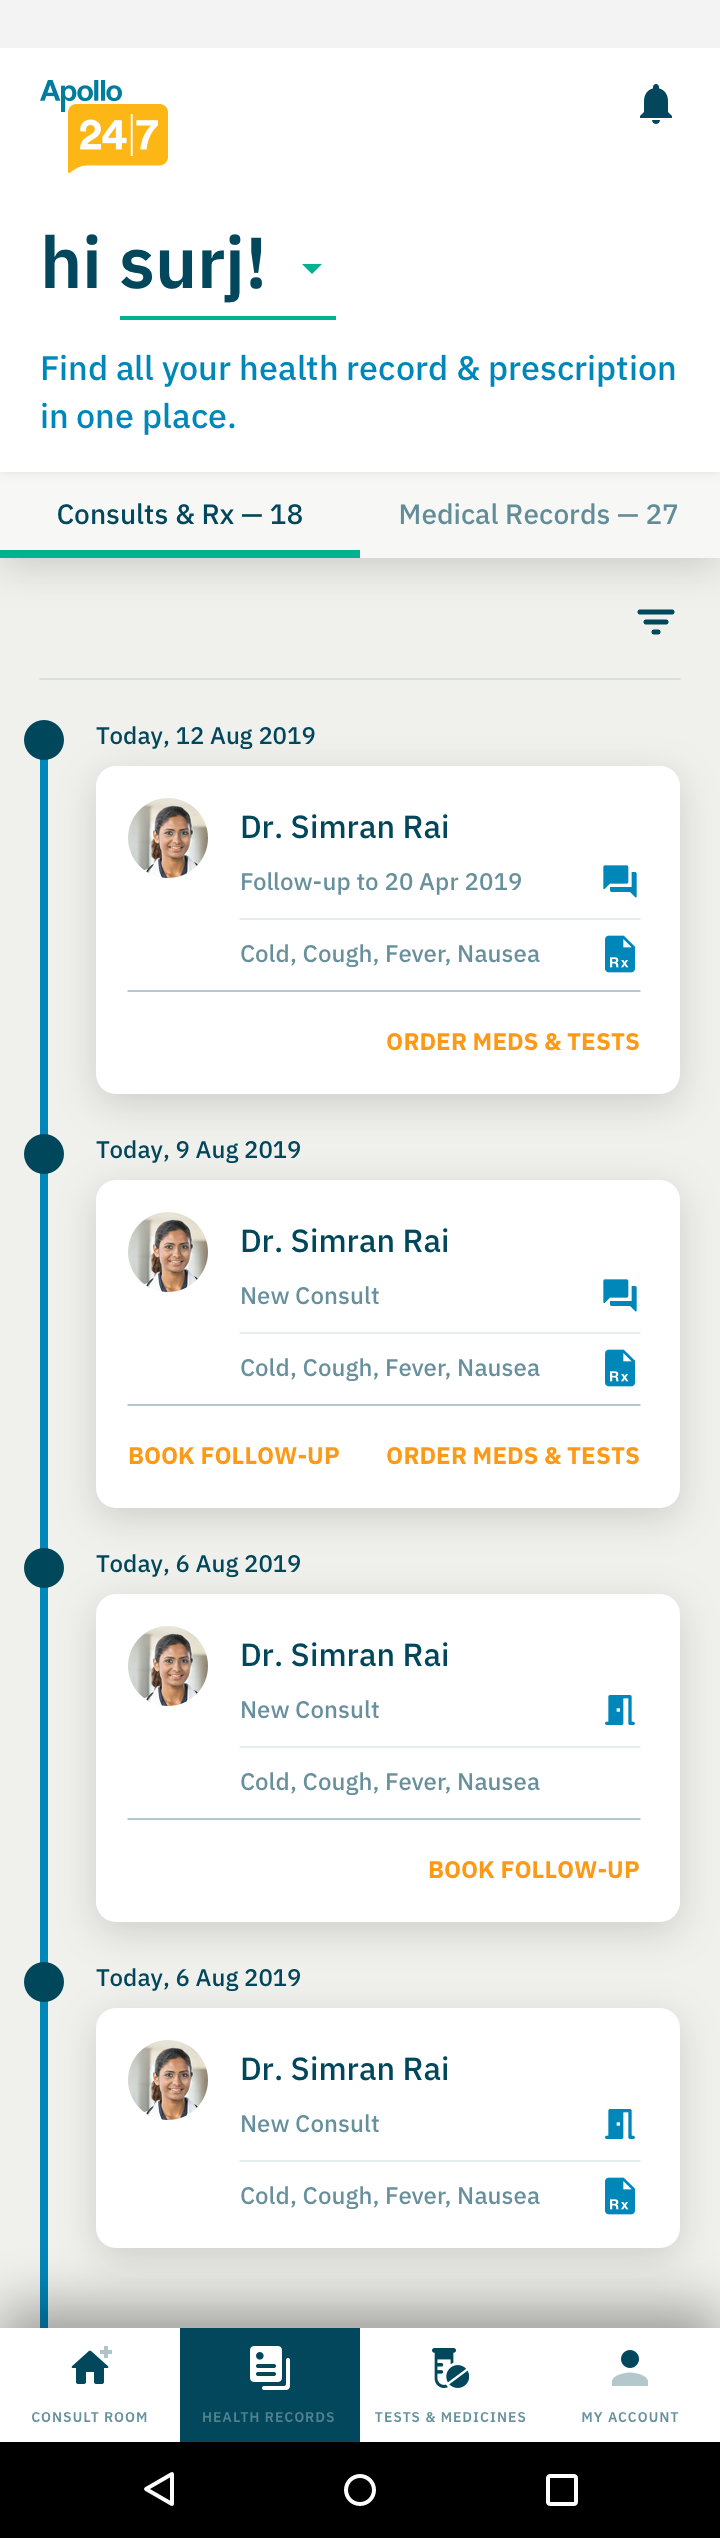 Apollo
24|7
hi surj!
Find all your health record & prescription
in one place.
Consults & Rx — 18
Medical Records — 27
Today, 12 Aug 2019
Dr. Simran Rai
Follow-up to 20 Apr 2019
Cold, Cough, Fever, Nausea
Rx
ORDER MEDS & TESTS
Today, 9 Aug 2019
Dr. Simran Rai
New Consult
Cold, Cough, Fever, Nausea
Rx
BOOK FOLLOW-UP
ORDER MEDS & TESTS
Today, 6 Aug 2019
Dr. Simran Rai
New Consult
Cold, Cough, Fever, Nausea
BOOK FOLLOW-UP
Today, 6 Aug 2019
Dr. Simran Rai
New Consult
Cold, Cough, Fever, Nausea
Rx
CONSULT ROOM
HEALTH RECORDS
TESTS & MEDICINES
MY ACCOUNT